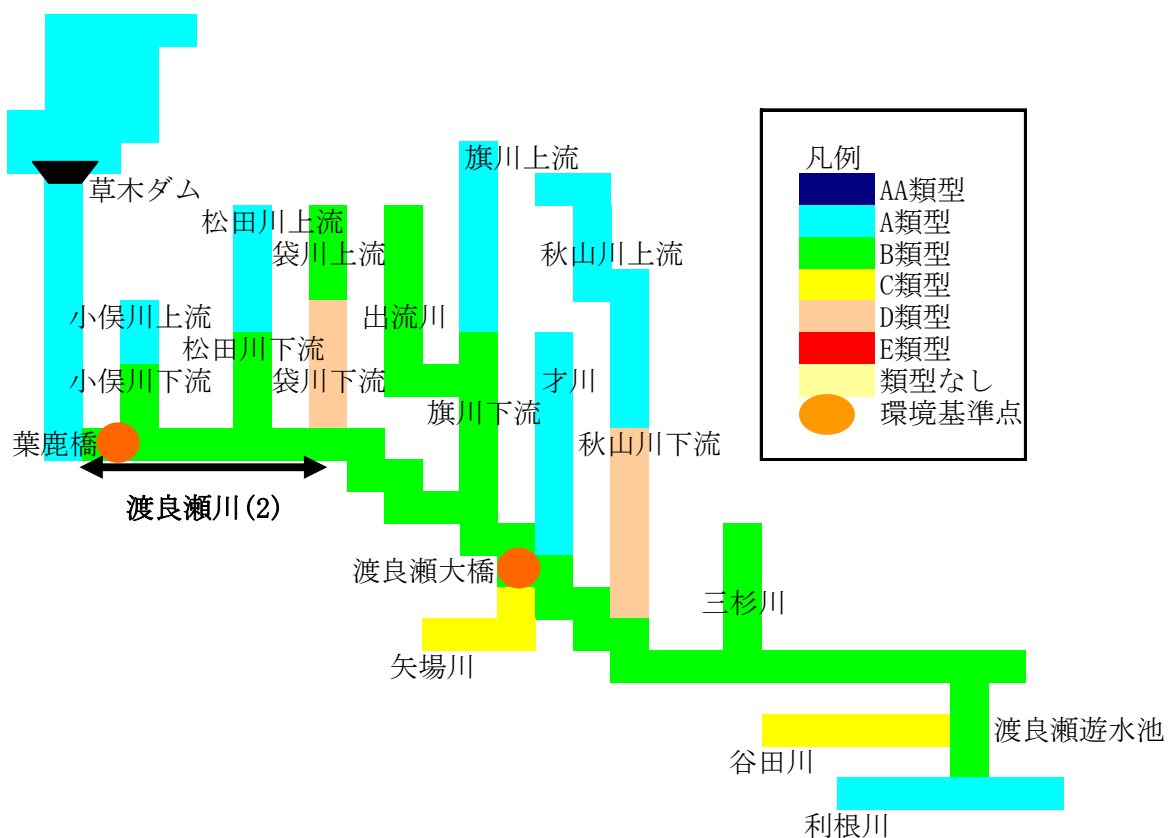 旗川上流
凡例
草木ダム
AA類型
松田川上流
A類型
袋川上流
秋山川上流
B類型
C類型
小俣川上流
出流川
D類型
松田川下流
E類型
小俣川下流
袋川下流
才川
類型なし
旗川下流
環境基準点
葉鹿橋
秋山川下流
渡良瀬川(2)
渡良瀬大橋
三杉川
矢場川
渡良瀬遊水池
谷田川
利根川